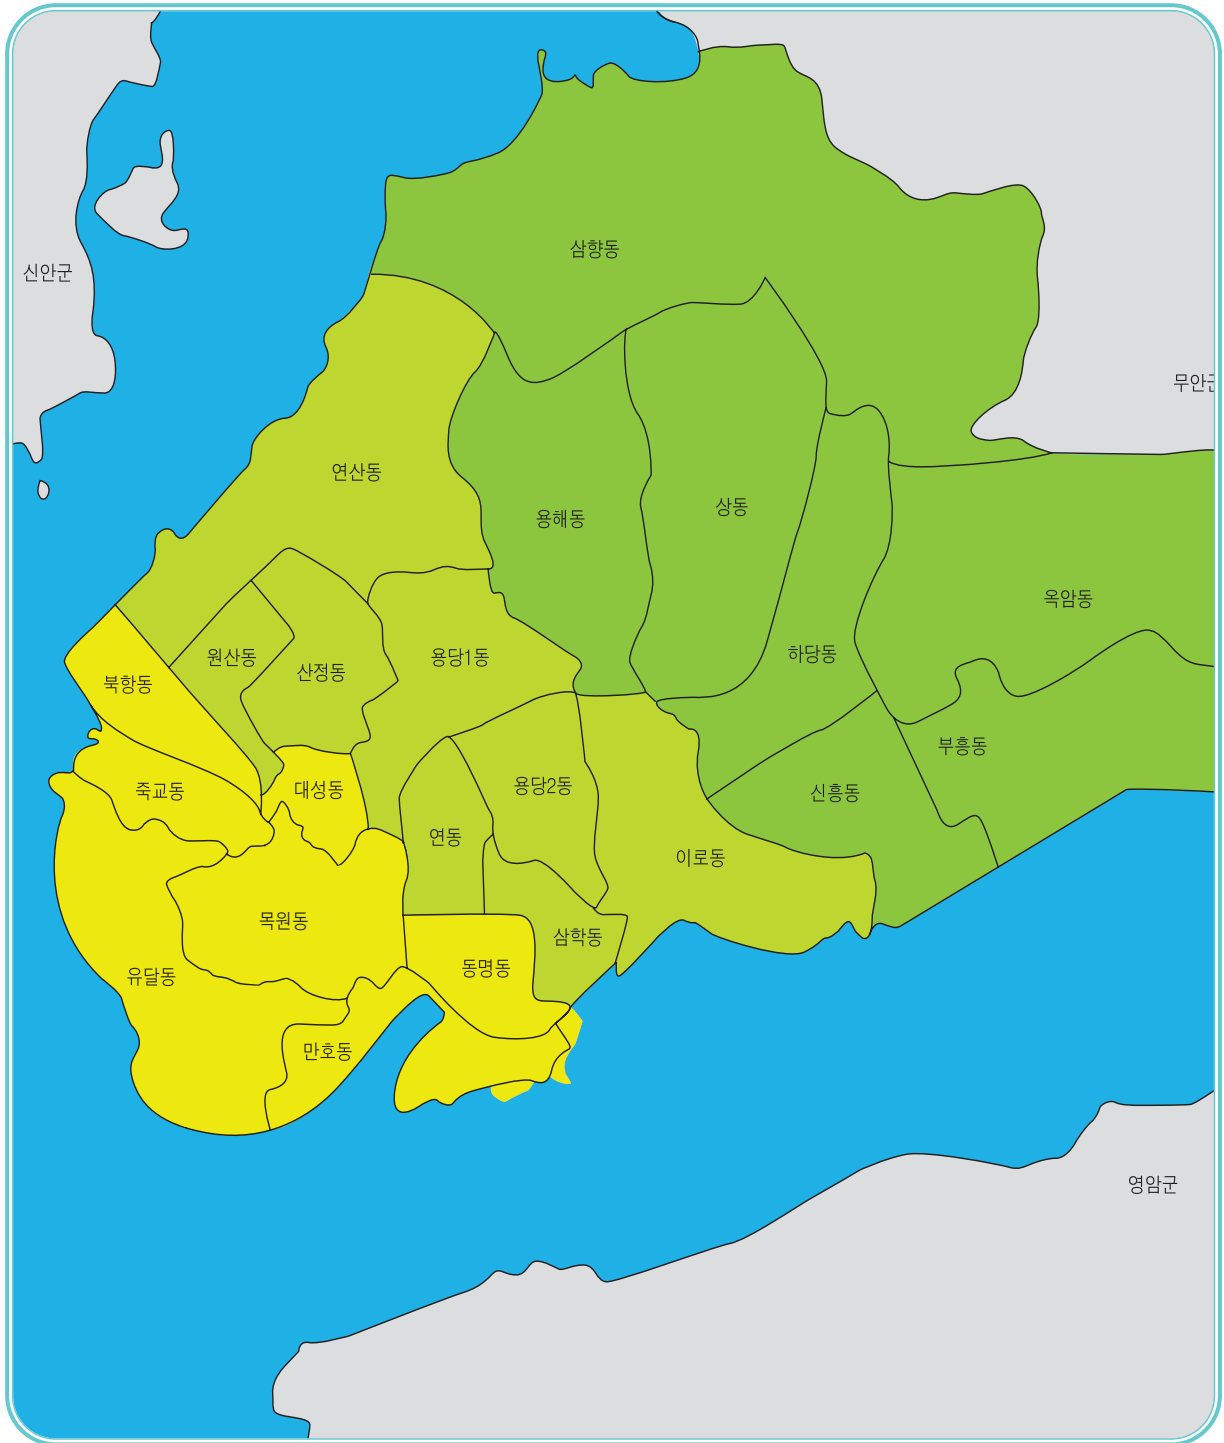 삼향동
신안군
무안군
연산동
상동
용해동
옥암동
하당동
원산동
용당1동
산정동
북항동
부흥동
용당2동
대성동
죽교동
신흥동
연동
이로동
목원동
삼학동
동명동
유달동
만호동
영암군